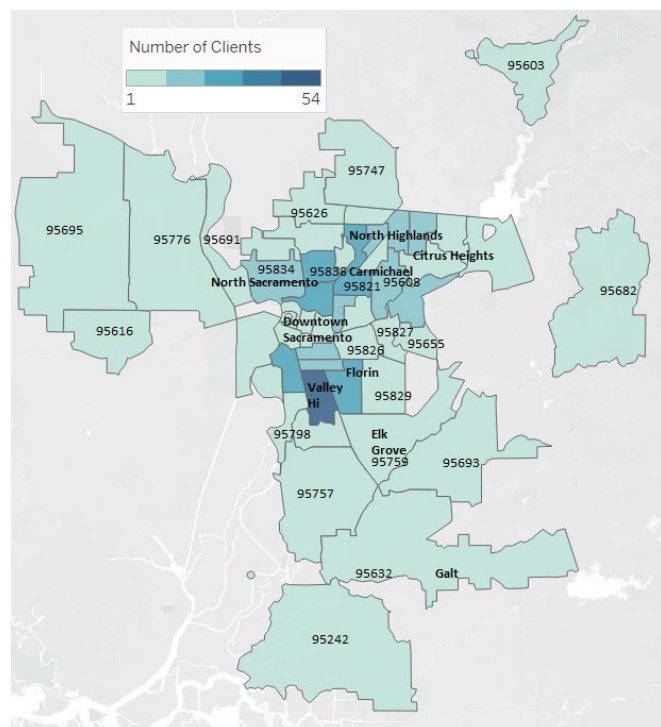 Number of Clients
1 54
95603
95747
95626
95695
95776
95691
North Highlands
Citrus Heights
95834
95838
Carmichael
North Sacramento
95821
95608
95682
Downtown
Sacramento
95827
95616
95826
95655
Florin
Valley
Hi
95829
95798
Elk
Grove
95759
95693
95757
95632
Galt
95242